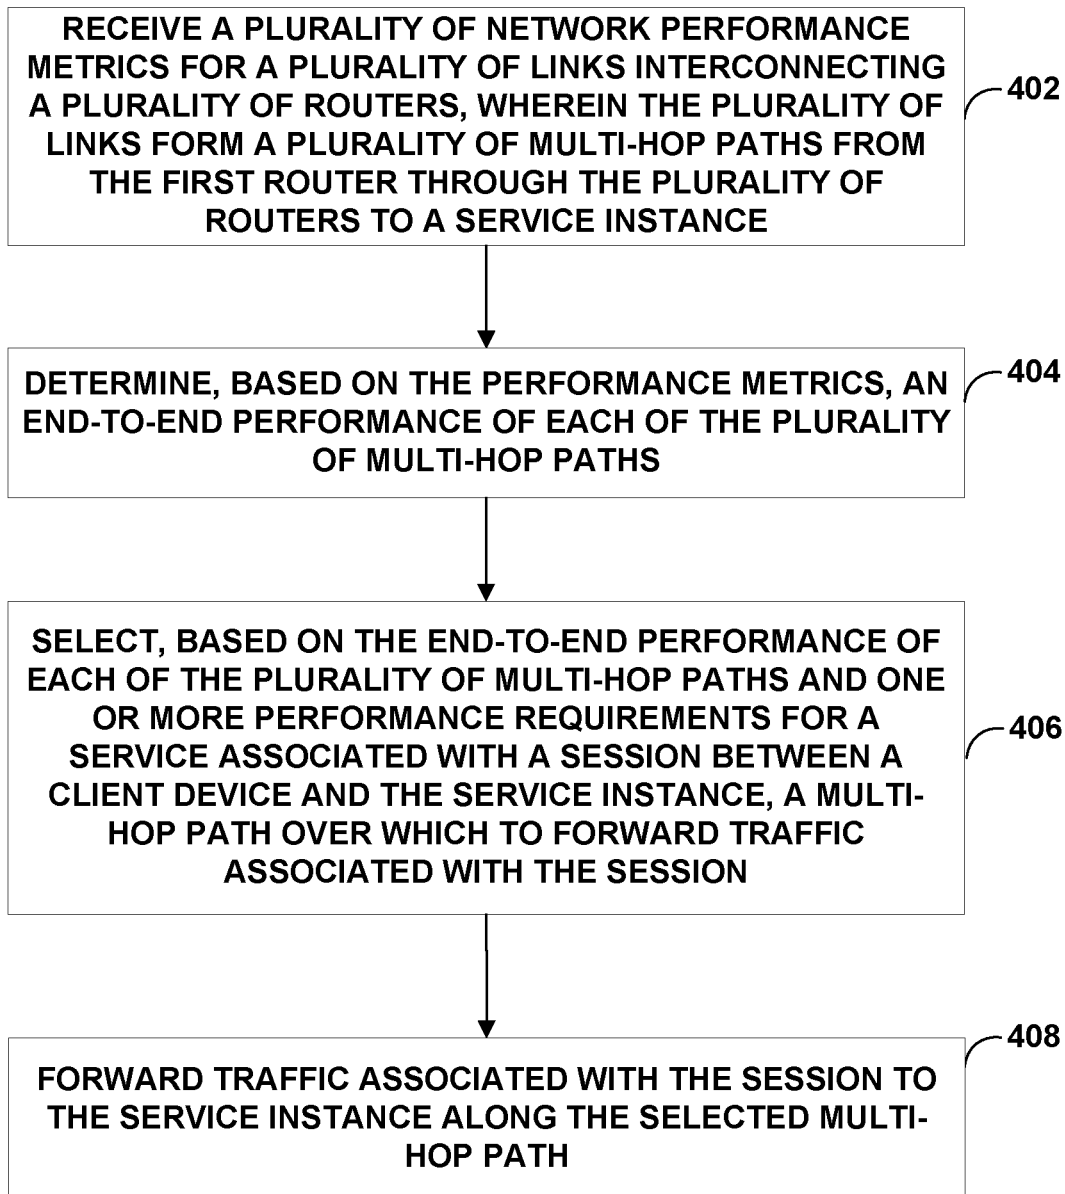 RECEIVE A PLURALITY OF NETWORK PERFORMANCE
METRICS FOR A PLURALITY OF LINKS INTERCONNECTING
A PLURALITY OF ROUTERS, WHEREIN THE PLURALITY OF
LINKS FORM A PLURALITY OF MULTI-HOP PATHS FROM
THE FIRST ROUTER THROUGH THE PLURALITY OF
ROUTERS TO A SERVICE INSTANCE
402
DETERMINE, BASED ON THE PERFORMANCE METRICS, AN
END-TO-END PERFORMANCE OF EACH OF THE PLURALITY
OF MULTI-HOP PATHS
404
SELECT, BASED ON THE END-TO-END PERFORMANCE OF
EACH OF THE PLURALITY OF MULTI-HOP PATHS AND ONE
OR MORE PERFORMANCE REQUIREMENTS FOR A
SERVICE ASSOCIATED WITH A SESSION BETWEEN A
CLIENT DEVICE AND THE SERVICE INSTANCE, A MULTI-
HOP PATH OVER WHICH TO FORWARD TRAFFIC
ASSOCIATED WITH THE SESSION
406
FORWARD TRAFFIC ASSOCIATED WITH THE SESSION TO
THE SERVICE INSTANCE ALONG THE SELECTED MULTI-
HOP PATH
408